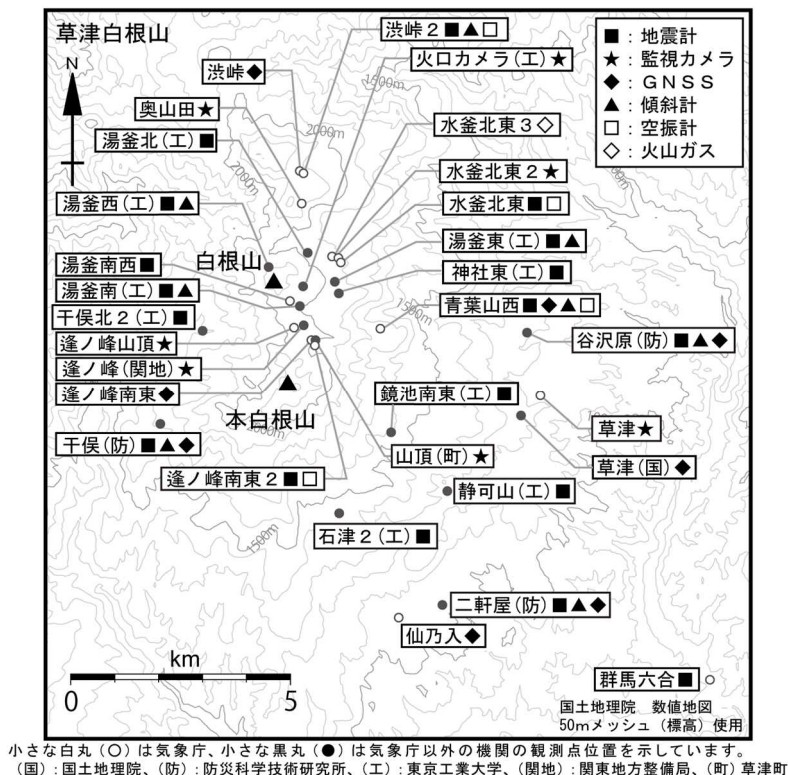 草津白根山
N
渋峠2■▲□
火口カメラ(工)★
渋峠◆
奥山田★
湯釜北(工)■
水釜北東3◇
水釜北東2★
湯釜西(工)■▲
水釜北東■□
湯釜東(工)■▲
白根山
湯釜南西■
神社東(工)■
湯釜南(工)■▲
青葉山西■◆▲□
干俣北2(工)■
谷沢原(防)■▲◆
逢ノ峰山頂★
逢ノ峰(関地)★
逢ノ峰南東◆
鏡池南東(工)■
本白根山
草津★
干俣(防)■▲◆
山頂(町)★
草津(国)◆
逢ノ峰南東2■□
静可山(工)■
石津2(工)■
二軒屋(防)■▲◆
仙乃入◆
群馬六合■
■:地震計
★:監視カメラ
◆:GNSS
▲:傾斜計
□:空振計
◇:火山ガス
1500m
2000m
2000m
1500m
2000m
1500m
km
0 5
国土地理院 数値地図
50mメッシュ(標高)使用
小さな白丸(○)は気象庁、小さな黒丸(●)は気象庁以外の機関の観測点位置を示しています。
(国):国土地理院、(防):防災科学技術研究所、(工):東京工業大学、(関地):関東地方整備局、(町)草津町